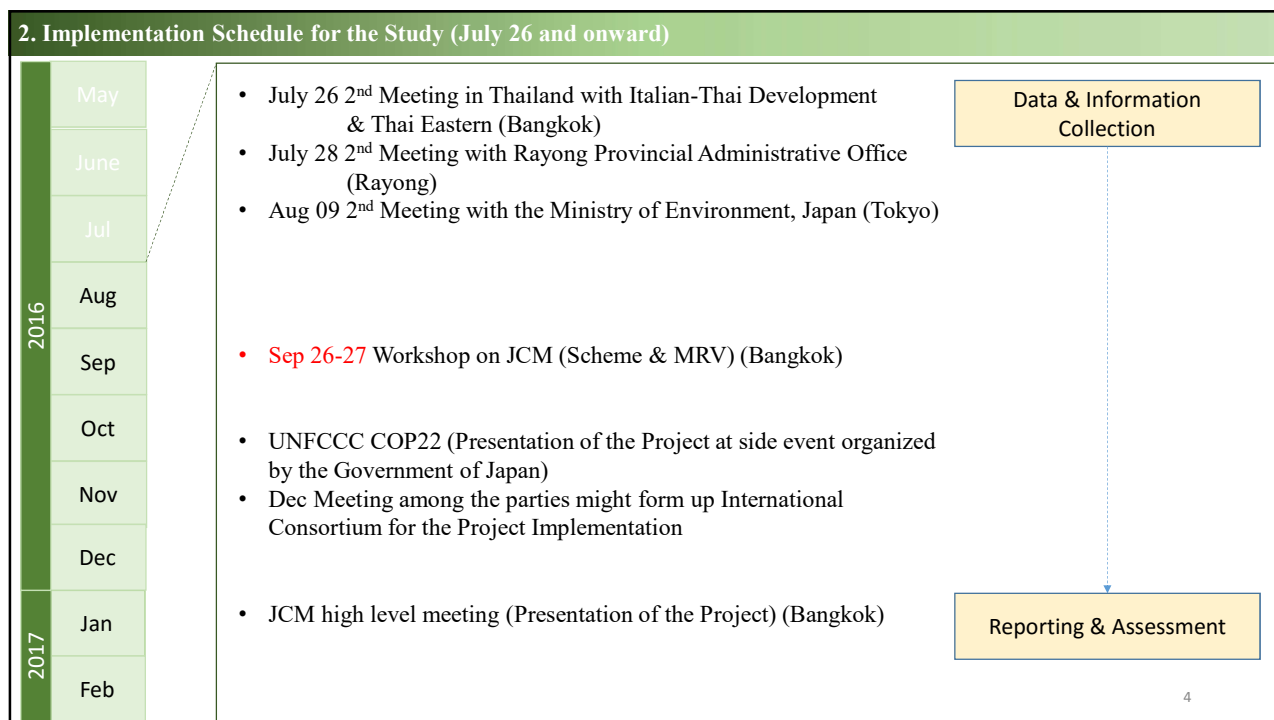 2. Implementation Schedule for the Study (July 26 and onward)
2016
May
June
Jul
Aug
Sep
Oct
Nov
Dec
2017
Jan
Feb
• July 26 2nd Meeting in Thailand with Italian-Thai Development
& Thai Eastern (Bangkok)
• July 28 2nd Meeting with Rayong Provincial Administrative Office
(Rayong)
• Aug 09 2nd Meeting with the Ministry of Environment, Japan (Tokyo)
• Sep 26-27 Workshop on JCM (Scheme & MRV) (Bangkok)
• UNFCCC COP22 (Presentation of the Project at side event organized
by the Government of Japan)
• Dec Meeting among the parties might form up International
Consortium for the Project Implementation
• JCM high level meeting (Presentation of the Project) (Bangkok)
Data & Information
Collection
Reporting & Assessment
4